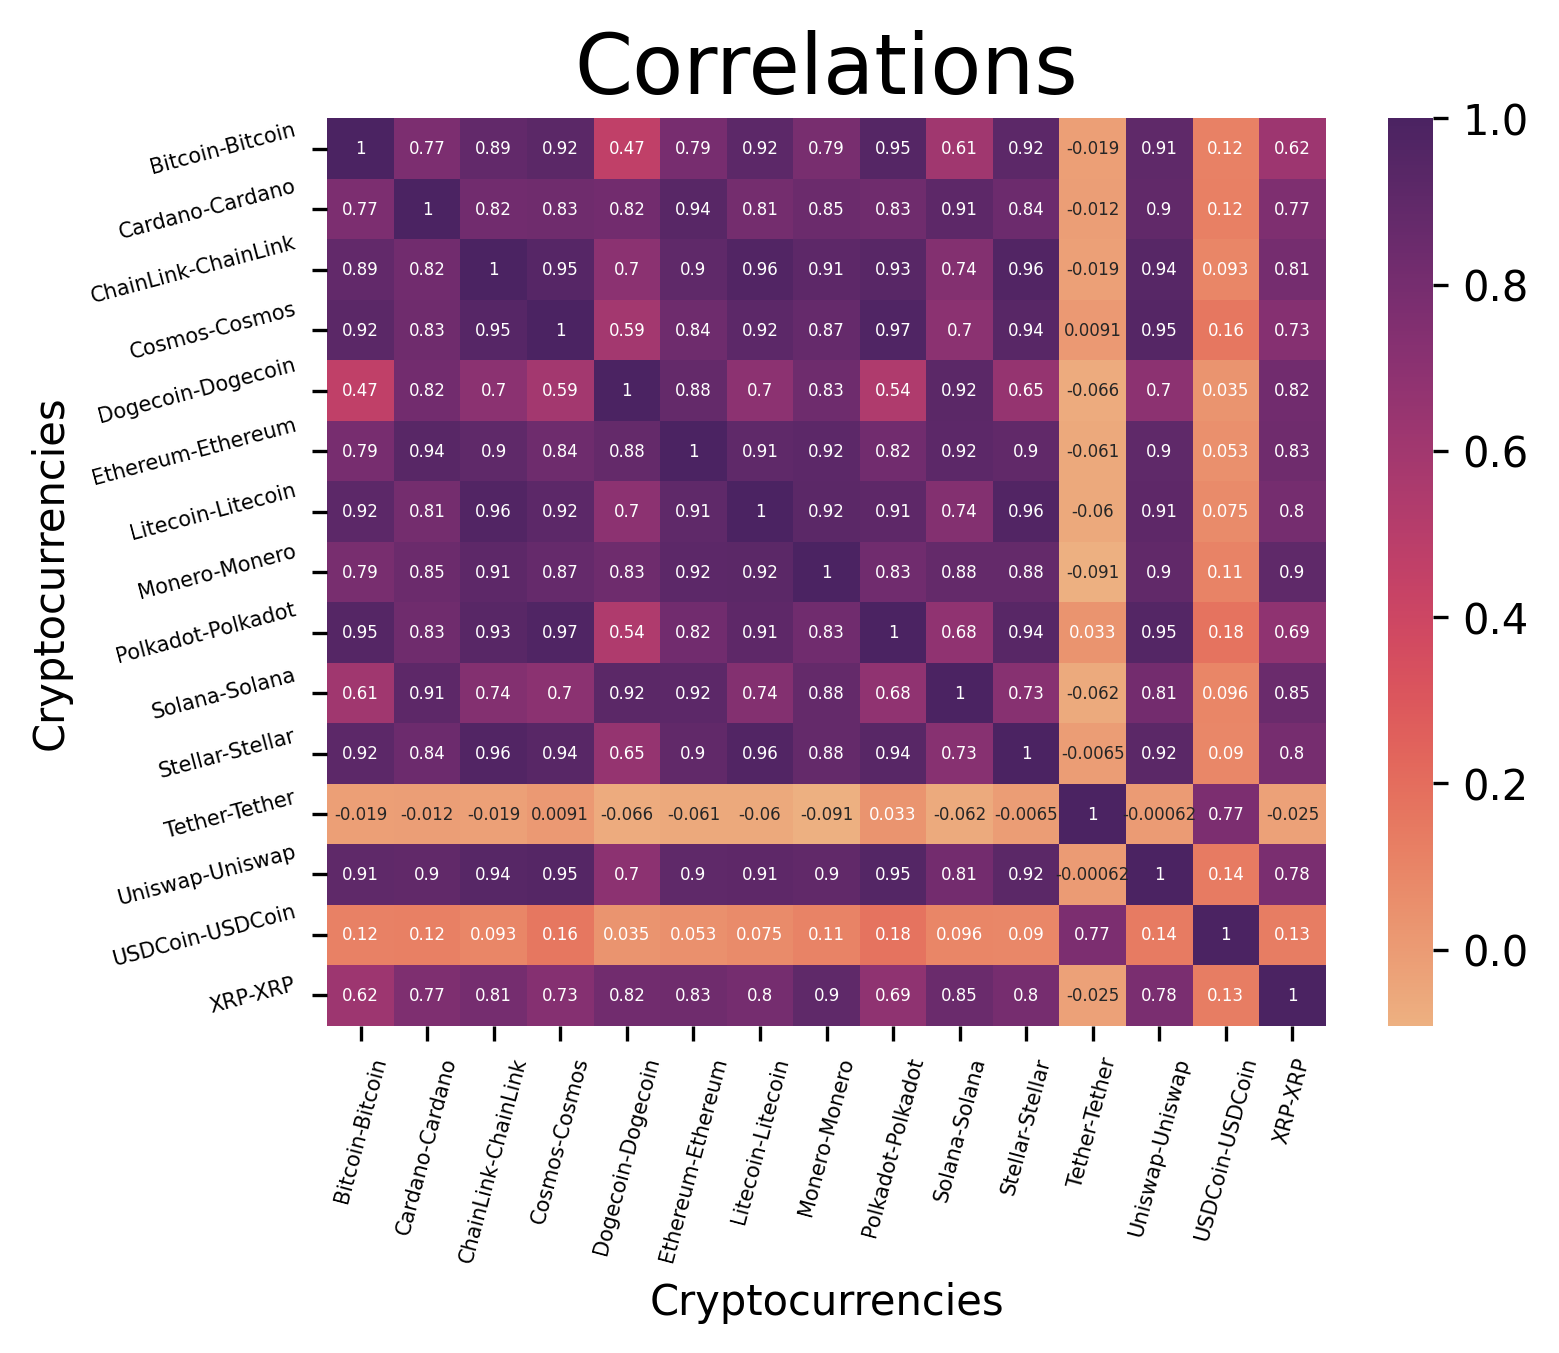 Correlations
Bitcoin-Bitcoin 1 0.77 0.89 0.92 0.47 0.79 0.92 0.79 0.95 0.61 0.92 -0.019 0.91 0.12 0.62
Cardano-Cardano 0.77 1 0.82 0.83 0.82 0.94 0.81 0.85 0.83 0.91 0.84 -0.012 0.9 0.12 0.77
ChainLink-ChainLink 0.89 0.82 1 0.95 0.7 0.9 0.96 0.91 0.93 0.74 0.96 -0.019 0.94 0.093 0.81
Cosmos-Cosmos 0.92 0.83 0.95 1 0.59 0.84 0.92 0.87 0.97 0.7 0.94 0.0091 0.95 0.16 0.73
Dogecoin-Dogecoin 0.47 0.82 0.7 0.59 1 0.88 0.7 0.83 0.54 0.92 0.65 -0.066 0.7 0.035 0.82
Ethereum-Ethereum 0.79 0.94 0.9 0.84 0.88 1 0.91 0.92 0.82 0.92 0.9 -0.061 0.9 0.053 0.83
Litecoin-Litecoin 0.92 0.81 0.96 0.92 0.7 0.91 1 0.92 0.91 0.74 0.96 -0.06 0.91 0.075 0.8
Monero-Monero 0.79 0.85 0.91 0.87 0.83 0.92 0.92 1 0.83 0.88 0.88 -0.091 0.9 0.11 0.9
Polkadot-Polkadot 0.95 0.83 0.93 0.97 0.54 0.82 0.91 0.83 1 0.68 0.94 0.033 0.95 0.18 0.69
Solana-Solana 0.61 0.91 0.74 0.7 0.92 0.92 0.74 0.88 0.68 1 0.73 -0.062 0.81 0.096 0.85
Stellar-Stellar 0.92 0.84 0.96 0.94 0.65 0.9 0.96 0.88 0.94 0.73 1 -0.0065 0.92 0.09 0.8
Tether-Tether -0.019 -0.012 -0.019 0.0091 -0.066 -0.061 -0.06 -0.091 0.033 -0.062 -0.0065 1 -0.00062 0.77 -0.025
Uniswap-Uniswap 0.91 0.9 0.94 0.95 0.7 0.9 0.91 0.9 0.95 0.81 0.92 -0.00062 1 0.14 0.78
USDCoin-USDCoin 0.12 0.12 0.093 0.16 0.035 0.053 0.075 0.11 0.18 0.096 0.09 0.77 0.14 1 0.13
XRP-XRP 0.62 0.77 0.81 0.73 0.82 0.83 0.8 0.9 0.69 0.85 0.8 -0.025 0.78 0.13 1
Cryptocurrencies
Bitcoin-Bitcoin
Cardano-Cardano
ChainLink-ChainLink
Cosmos-Cosmos
Dogecoin-Dogecoin
Ethereum-Ethereum
Litecoin-Litecoin
Monero-Monero
Polkadot-Polkadot
Solana-Solana
Stellar-Stellar
Tether-Tether
Uniswap-Uniswap
USDCoin-USDCoin
XRP-XRP
Cryptocurrencies
1.0
0.8
0.6
0.4
0.2
0.0